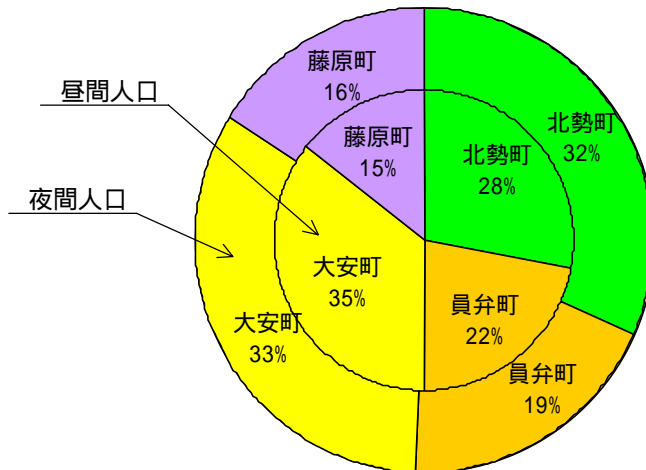 藤原町
16%
昼間人口
北勢町
32%
藤原町
15%
北勢町
28%
夜間人口
大安町
35%
員弁町
22%
大安町
33%
員弁町
19%